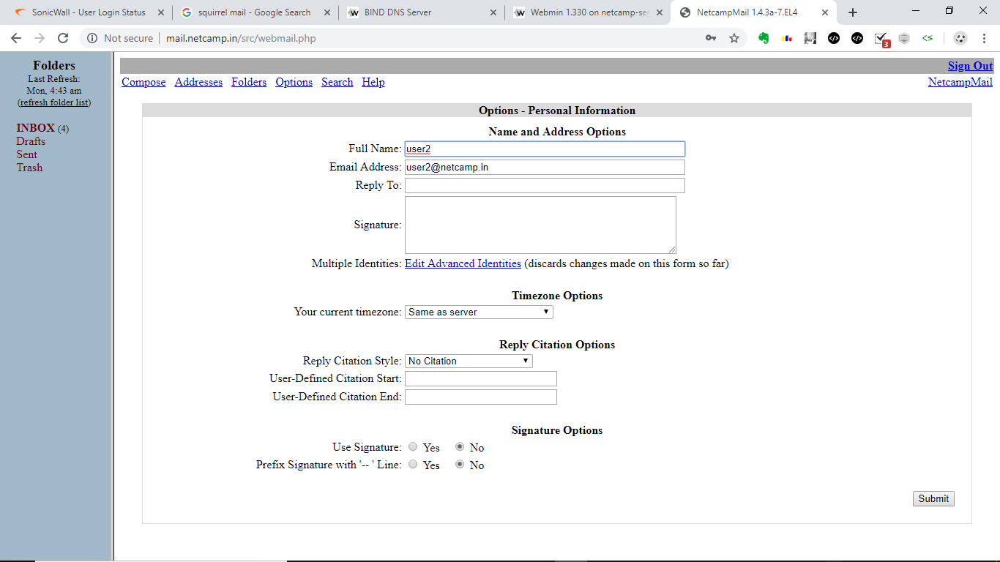 SonicWall - User Login Status
squirrel mail - Google Search
BIND DNS Server
Webmin 1.330 on netcamp-ser
NetcampMail 1.4.3a-7.EL4
Not secure | mail.netcamp.in/src/webmail.php
3
<S
Folders
Last Refresh:
Mon, 4:43 am
(refresh folder list)
INBOX (4)
Drafts
Sent
Trash
Sign Out
Compose Addresses Folders Options Search Help NetcampMail
Options - Personal Information
Name and Address Options
Full Name: user2
Email Address: user2@netcamp.in
Reply To:
Signature:
Multiple Identities: Edit Advanced Identities (discards changes made on this form so far)
Timezone Options
Your current timezone: Same as server
Reply Citation Options
Reply Citation Style: No Citation
User-Defined Citation Start:
User-Defined Citation End:
Signature Options
Use Signature: Yes No
Prefix Signature with '-- ' Line: Yes No
Submit